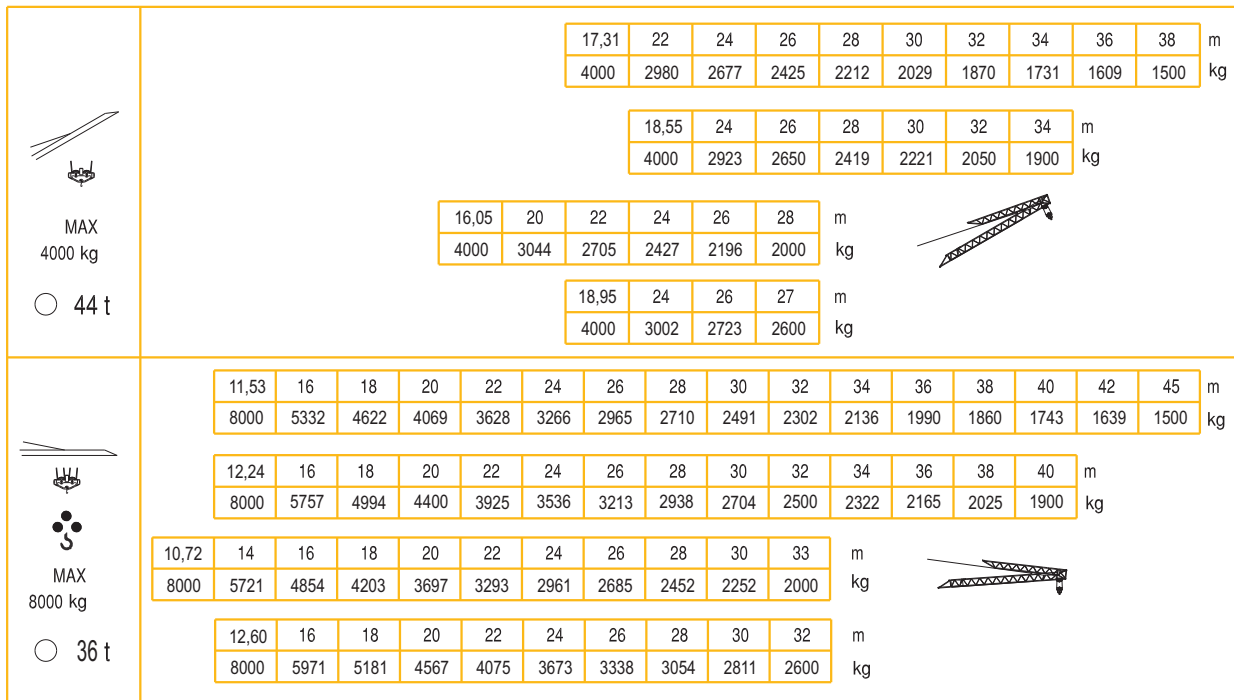 17,31 22 24 26 28 30 32 34 36 38 m
4000 2980 2677 2425 2212 2029 1870 1731 1609 1500 kg
18,55 24 26 28 30 32 34 m
4000 2923 2650 2419 2221 2050 1900 kg
MAX
4000 kg
44 t
16,05 20 22 24 26 28 m
4000 3044 2705 2427 2196 2000 kg
18,95 24 26 27 m
4000 3002 2723 2600 kg
11,53 16 18 20 22 24 26 28 30 32 34 36 38 40 42 45 m
8000 5332 4622 4069 3628 3266 2965 2710 2491 2302 2136 1990 1860 1743 1639 1500 kg
12,24 16 18 20 22 24 26 28 30 32 34 36 38 40 m
8000 5757 4994 4400 3925 3536 3213 2938 2704 2500 2322 2165 2025 1900 kg
MAX
8000 kg
36 t
10,72 14 16 18 20 22 24 26 28 30 33 m
8000 5721 4854 4203 3697 3293 2961 2685 2452 2252 2000 kg
12,60 16 18 20 22 24 26 28 30 32 m
8000 5971 5181 4567 4075 3673 3338 3054 2811 2600 kg